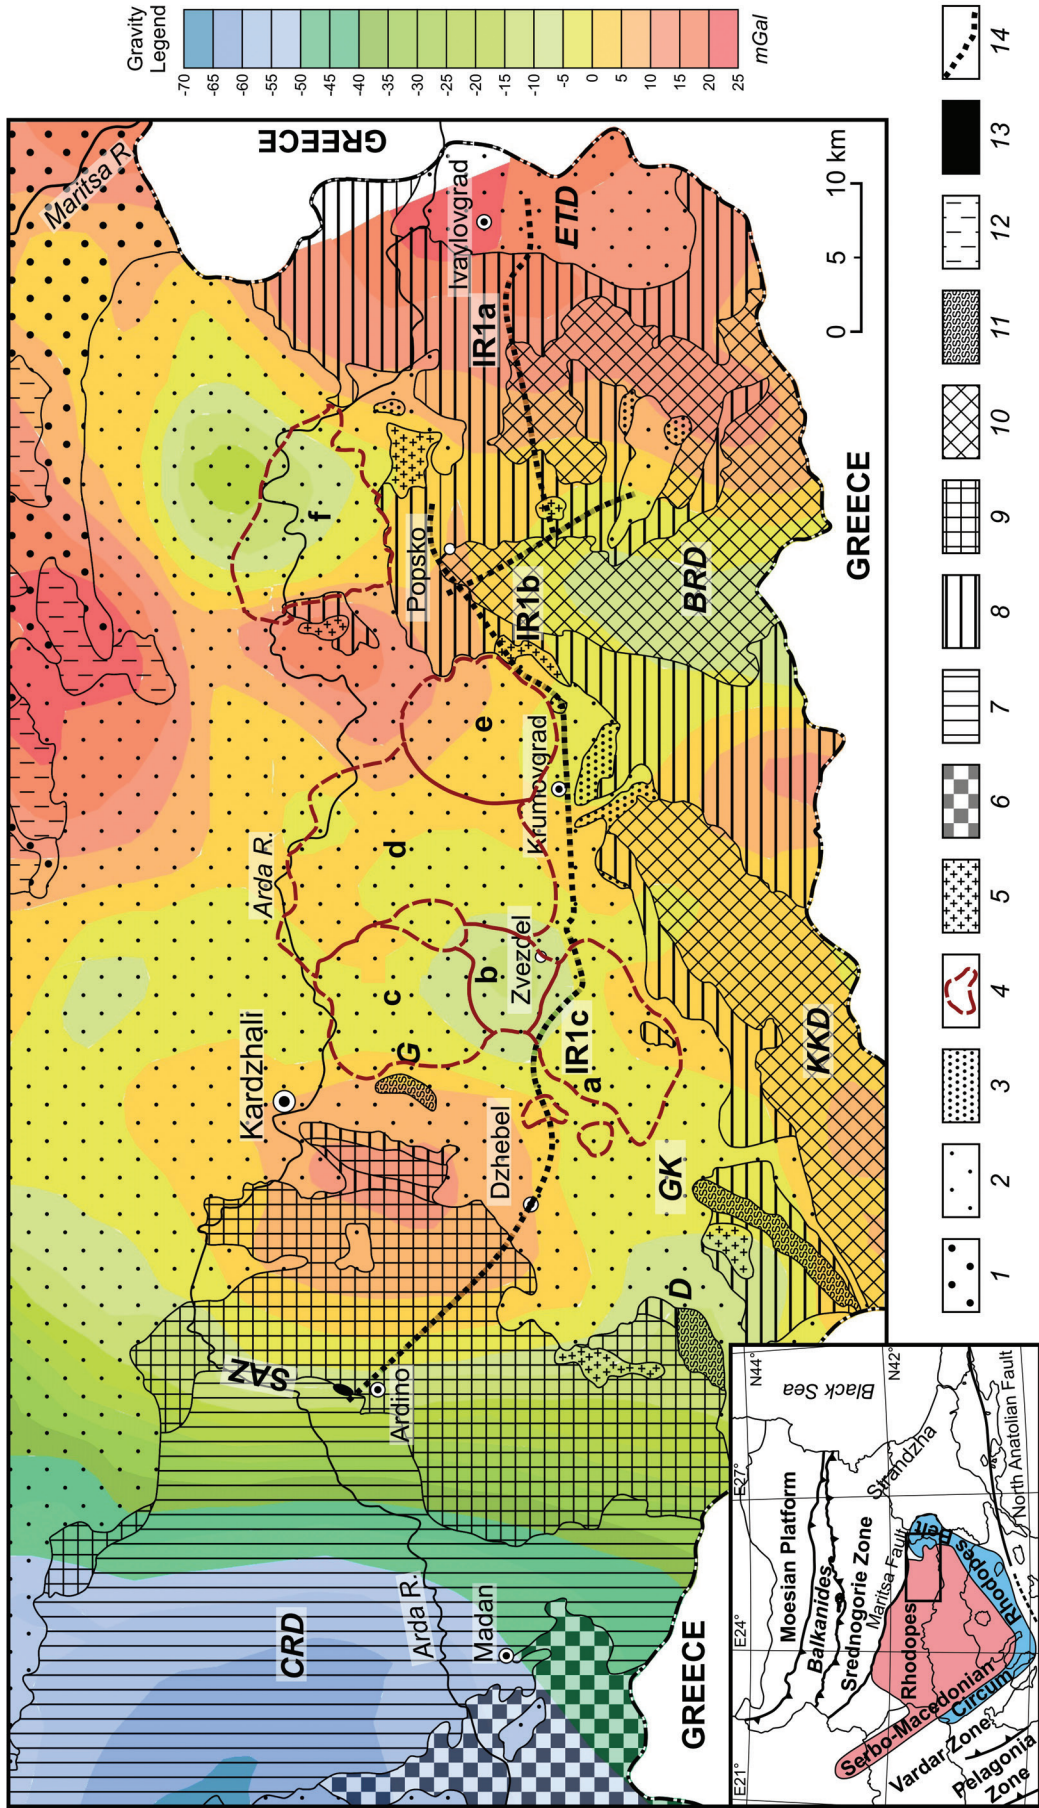 Gravity
Legend
-70
-65
-60
-55
-50
-45
-40
-35
-30
-25
-20
-15
-10
-5
0
5
10
15
20
25
mGal
Maritsa R.
GREECE
Ivaylovgrad
ETD
IR1a
10 km
5
0
f
Popsko
IR1b
BRD
GREECE
e
Krumovgrad
d
Arda R.
Zvezdel
b
c
G
IR1c
a
Kardzhali
Dzhebel
GK
KKD
D
SAZ
Ardino
CRD
Arda R.
Madan
GREECE
E21°
E24°
E27°
N44°
N42°
Black Sea
Moesian Platform
Balkanides
Srednogorie Zone
Maritsa Fault
Strandzha
Rhodopes
Serbo-Macedonian
Circum Rhodopes Belt
Vardar Zone
Pelagonia
Zone
North Anatolian Fault
1
2
3
4
5
6
7
8
9
10
11
12
13
14